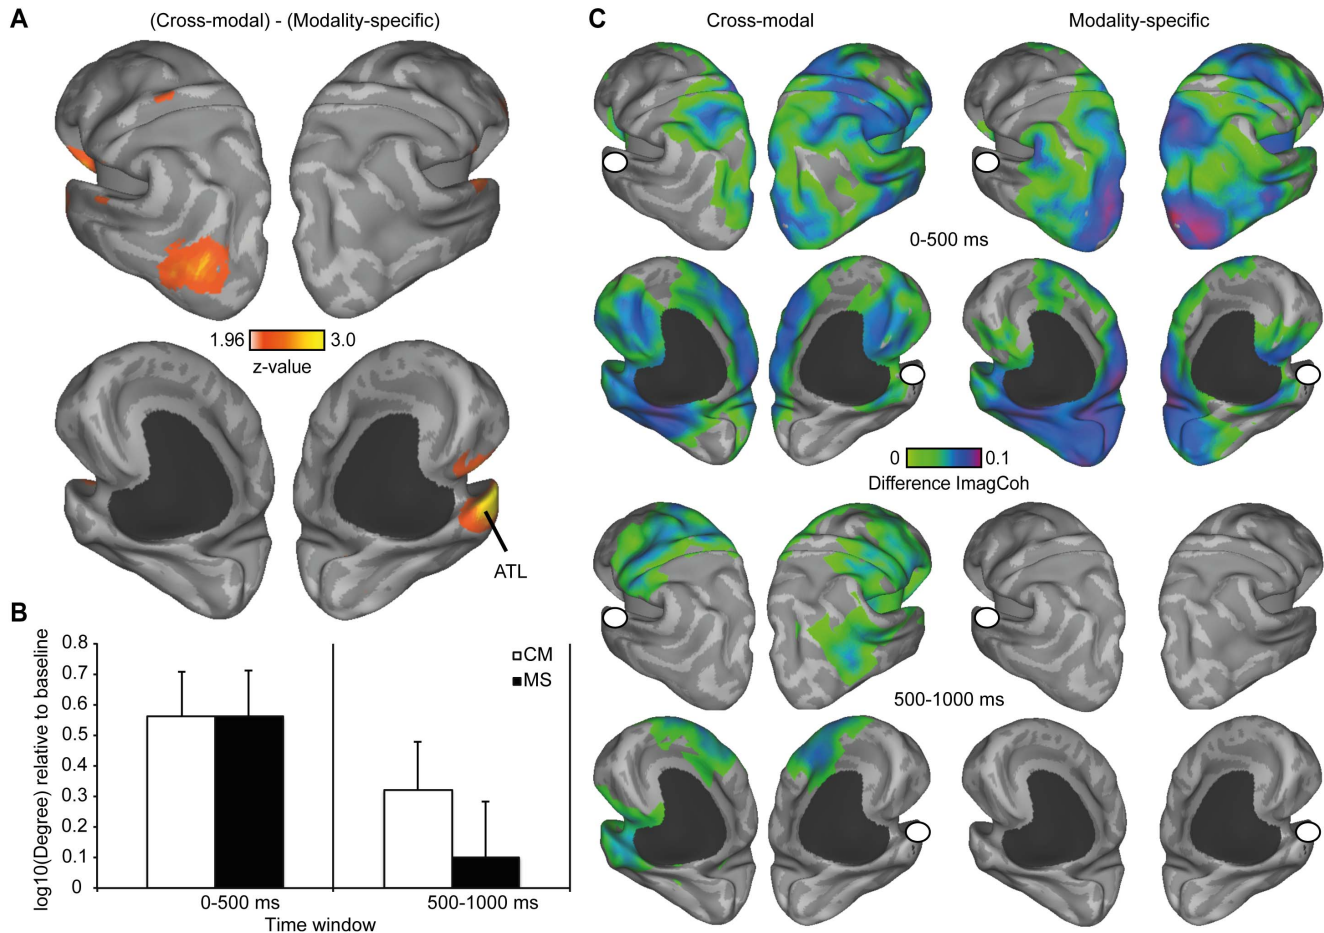 A
(Cross-modal) - (Modality-specific)
1.96
3.0
z-value
ATL
B
log10(Degree) relative to baseline
0.8
0.7
0.6
0.5
0.4
0.3
0.2
0.1
0
CM
MS
0-500 ms
500-1000 ms
Time window
C
Cross-modal
Modality-specific
0-500 ms
0
0.1
Difference ImagCoh
500-1000 ms